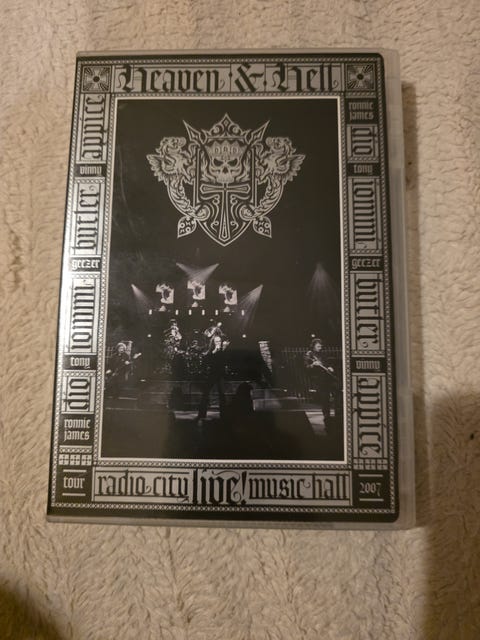 Heaven & Hell
appice
vinny
butler
geezer
iommi
tony
dio
ronnie
james
ronnie
james
dio
tony
iommi
geezer
butler
vinny
appice
tour
radio city live! music hall
2007